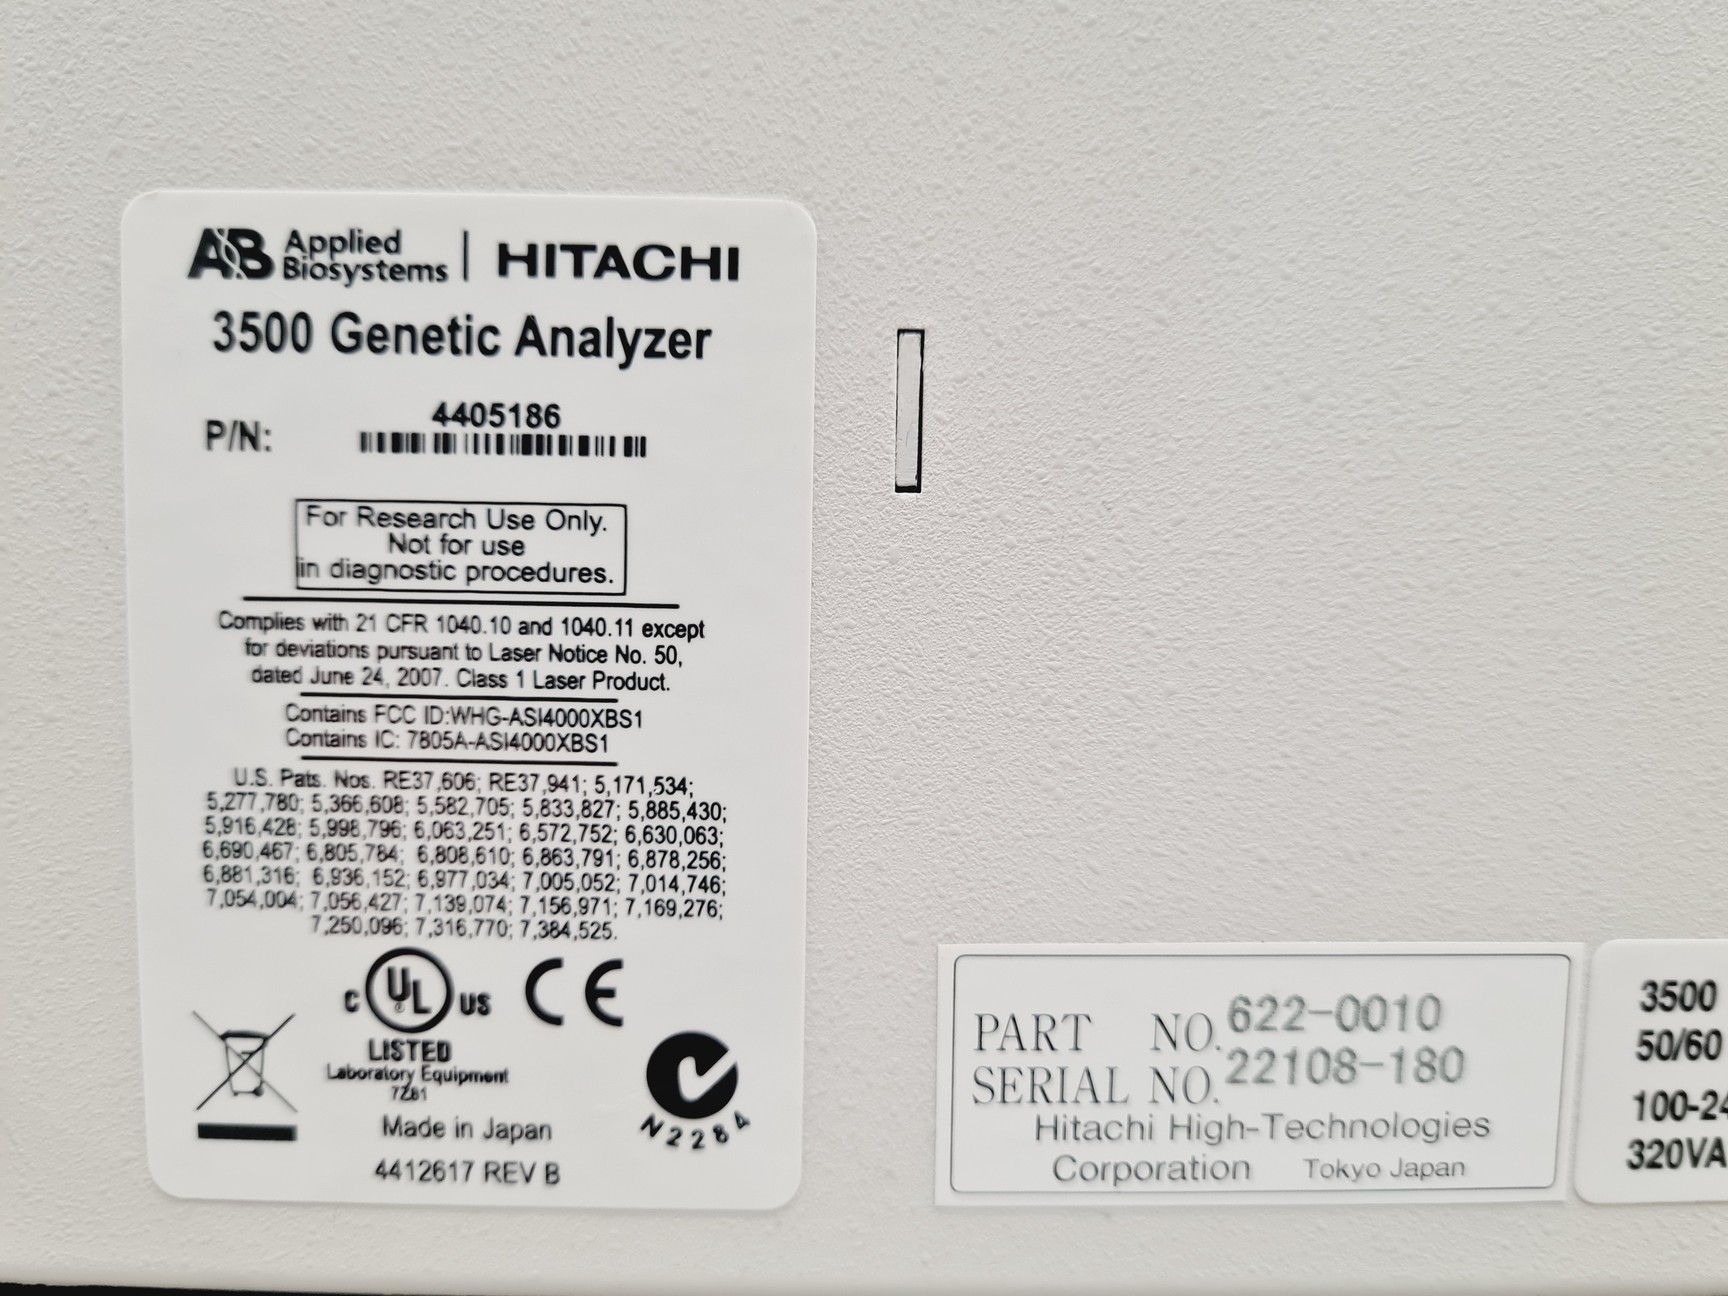 AB Applied Biosystems | HITACHI
3500 Genetic Analyzer
4405186
P/N:
For Research Use Only.
Not for use
in diagnostic procedures.
Complies with 21 CFR 1040.10 and 1040.11 except
for deviations pursuant to Laser Notice No. 50,
dated June 24, 2007. Class 1 Laser Product.
Contains FCC ID:WHG-ASI4000XBS1
Contains IC: 7805A-ASI4000XBS1
U.S. Pats. Nos. RE37,606; RE37,941; 5,171,534;
5,277,780; 5,366,608; 5,582,705; 5,833,827; 5,885,430;
5,916,428; 5,998,796; 6,063,251; 6,572,752; 6,630,063;
6,690,467; 6,805,784; 6,808,610; 6,863,791; 6,878,256;
6,881,316; 6,936,152; 6,977,034; 7,005,052; 7,014,746;
7,054,004; 7,056,427; 7,139,074; 7,156,971; 7,169,276;
7,250,096; 7,316,770; 7,384,525.
C UL ® US CE
LISTED
Laboratory Equipment
7Z81
Made in Japan
4412617 REV B
N2284
PART NO. 622-0010
SERIAL NO. 22108-180
Hitachi High-Technologies
Corporation Tokyo Japan
3500
50/60
100-24
320VA